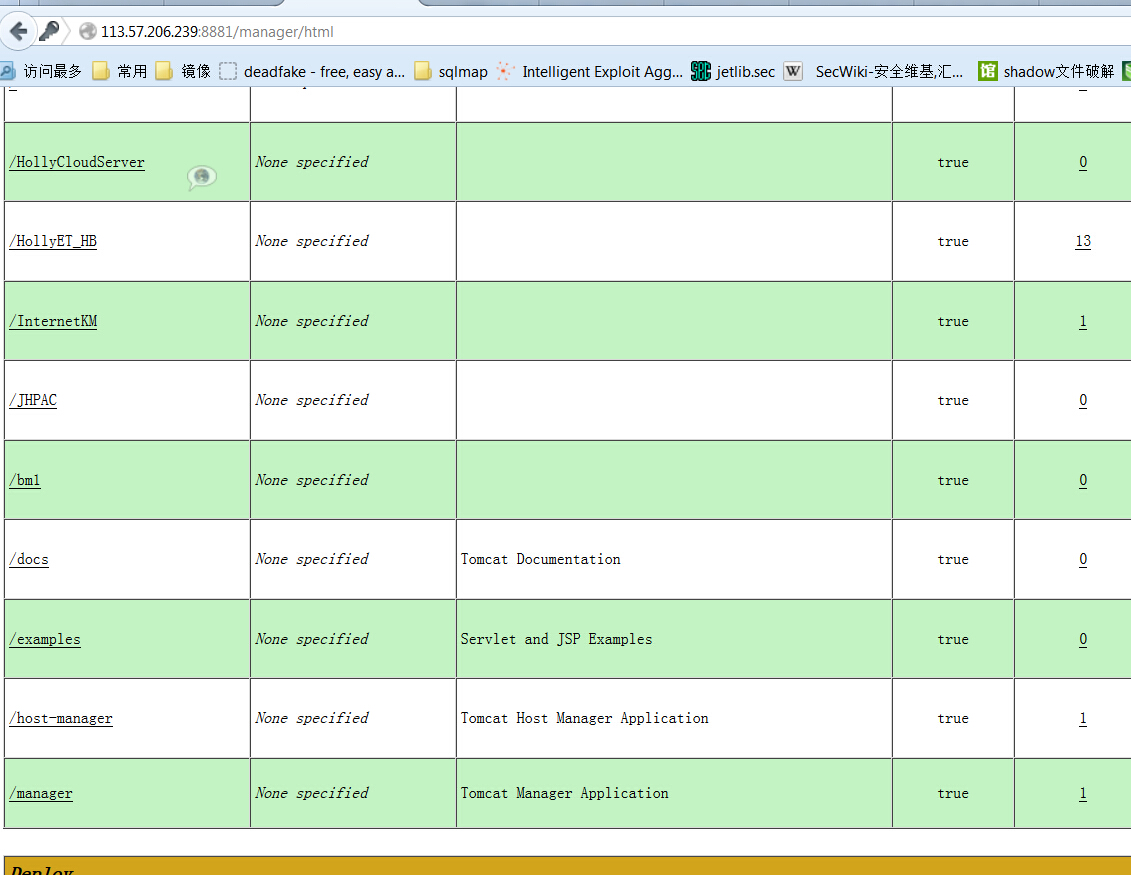 113.57.206.239:8881/manager/html
访问最多 常用 镜像 deadfake - free, easy a... sqlmap Intelligent Exploit Agg... SOC jetlib.sec W SecWiki-安全维基,汇... 馆 shadow文件破解
/HollyCloudServer None specified true 0
/HollyET_HB None specified true 13
/InternetKM None specified true 1
/JHPAC None specified true 0
/bm1 None specified true 0
/docs None specified Tomcat Documentation true 0
/examples None specified Servlet and JSP Examples true 0
/host-manager None specified Tomcat Host Manager Application true 1
/manager None specified Tomcat Manager Application true 1
Deploy